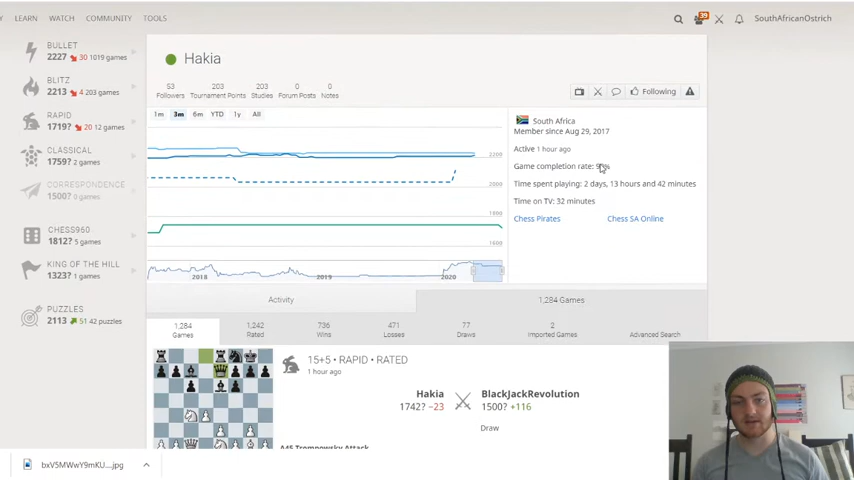 LEARN WATCH COMMUNITY TOOLS
39
SouthAfricanOstrich
BULLET
2227 30 1019 games
BLITZ
2213 4 203 games
RAPID
1719? 20 12 games
CLASSICAL
1759? 2 games
CORRESPONDENCE
1500? 0 games
CHESS960
1812? 5 games
KING OF THE HILL
1323? 1 games
PUZZLES
2113 51 42 puzzles
Hakia
53 203 203 0 0
Followers Tournament Points Studies Forum Posts Notes
Following
1m 3m 6m YTD 1y All
2200
2000
1800
1600
2018 2019 2020
South Africa
Member since Aug 29, 2017
Active 1 hour ago
Game completion rate:
Time spent playing: 2 days, 13 hours and 42 minutes
Time on TV: 32 minutes
Chess Pirates Chess SA Online
Activity 1,284 Games
1,284 1,242 736 471 77 2
Games Rated Wins Losses Draws Imported Games Advanced Search
15+5 • RAPID • RATED
1 hour ago
Hakia BlackJackRevolution
1742? −23 1500? +116
Draw
A45 Trompowsky Attack
bxV5MWwY9mKU....jpg